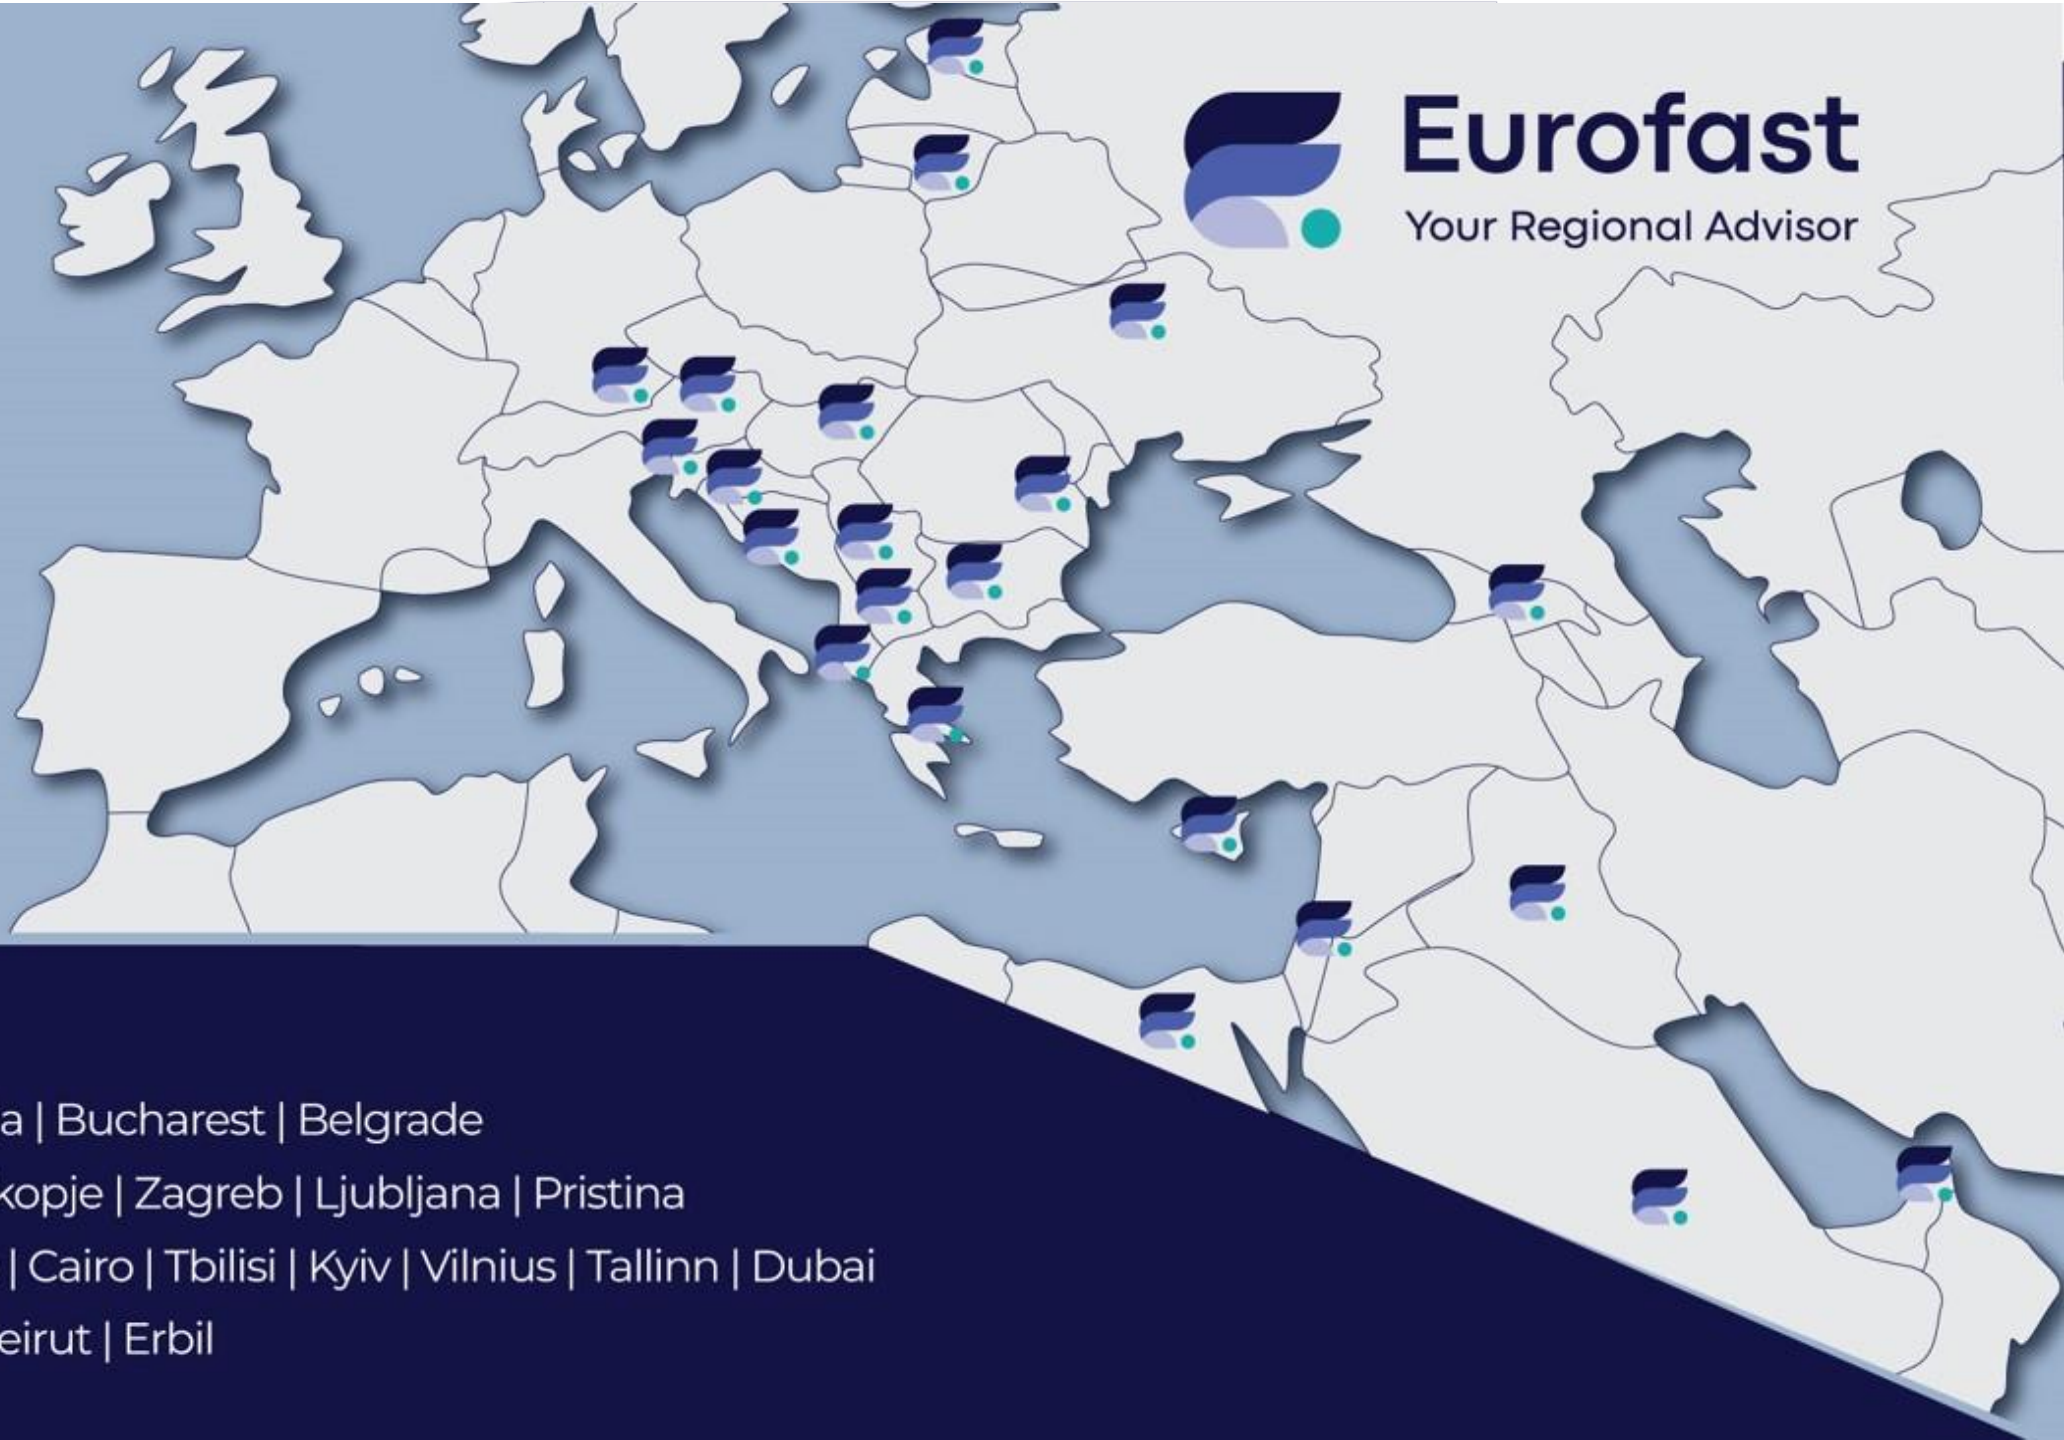 Eurofast
Your Regional Advisor
a | Bucharest | Belgrade
kopje | Zagreb | Ljubljana | Pristina
| Cairo | Tbilisi | Kyiv | Vilnius | Tallinn | Dubai
eirut | Erbil